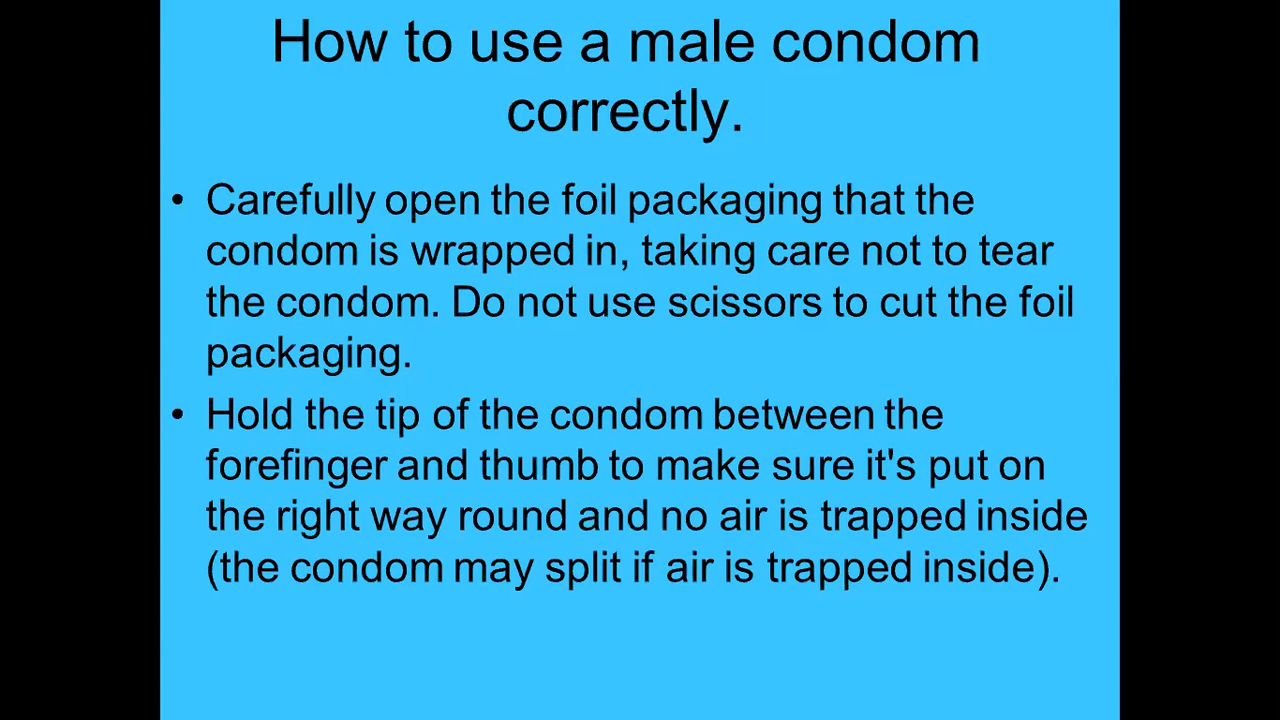 How to use a male condom
correctly.
• Carefully open the foil packaging that the
condom is wrapped in, taking care not to tear
the condom. Do not use scissors to cut the foil
packaging.
• Hold the tip of the condom between the
forefinger and thumb to make sure it's put on
the right way round and no air is trapped inside
(the condom may split if air is trapped inside).